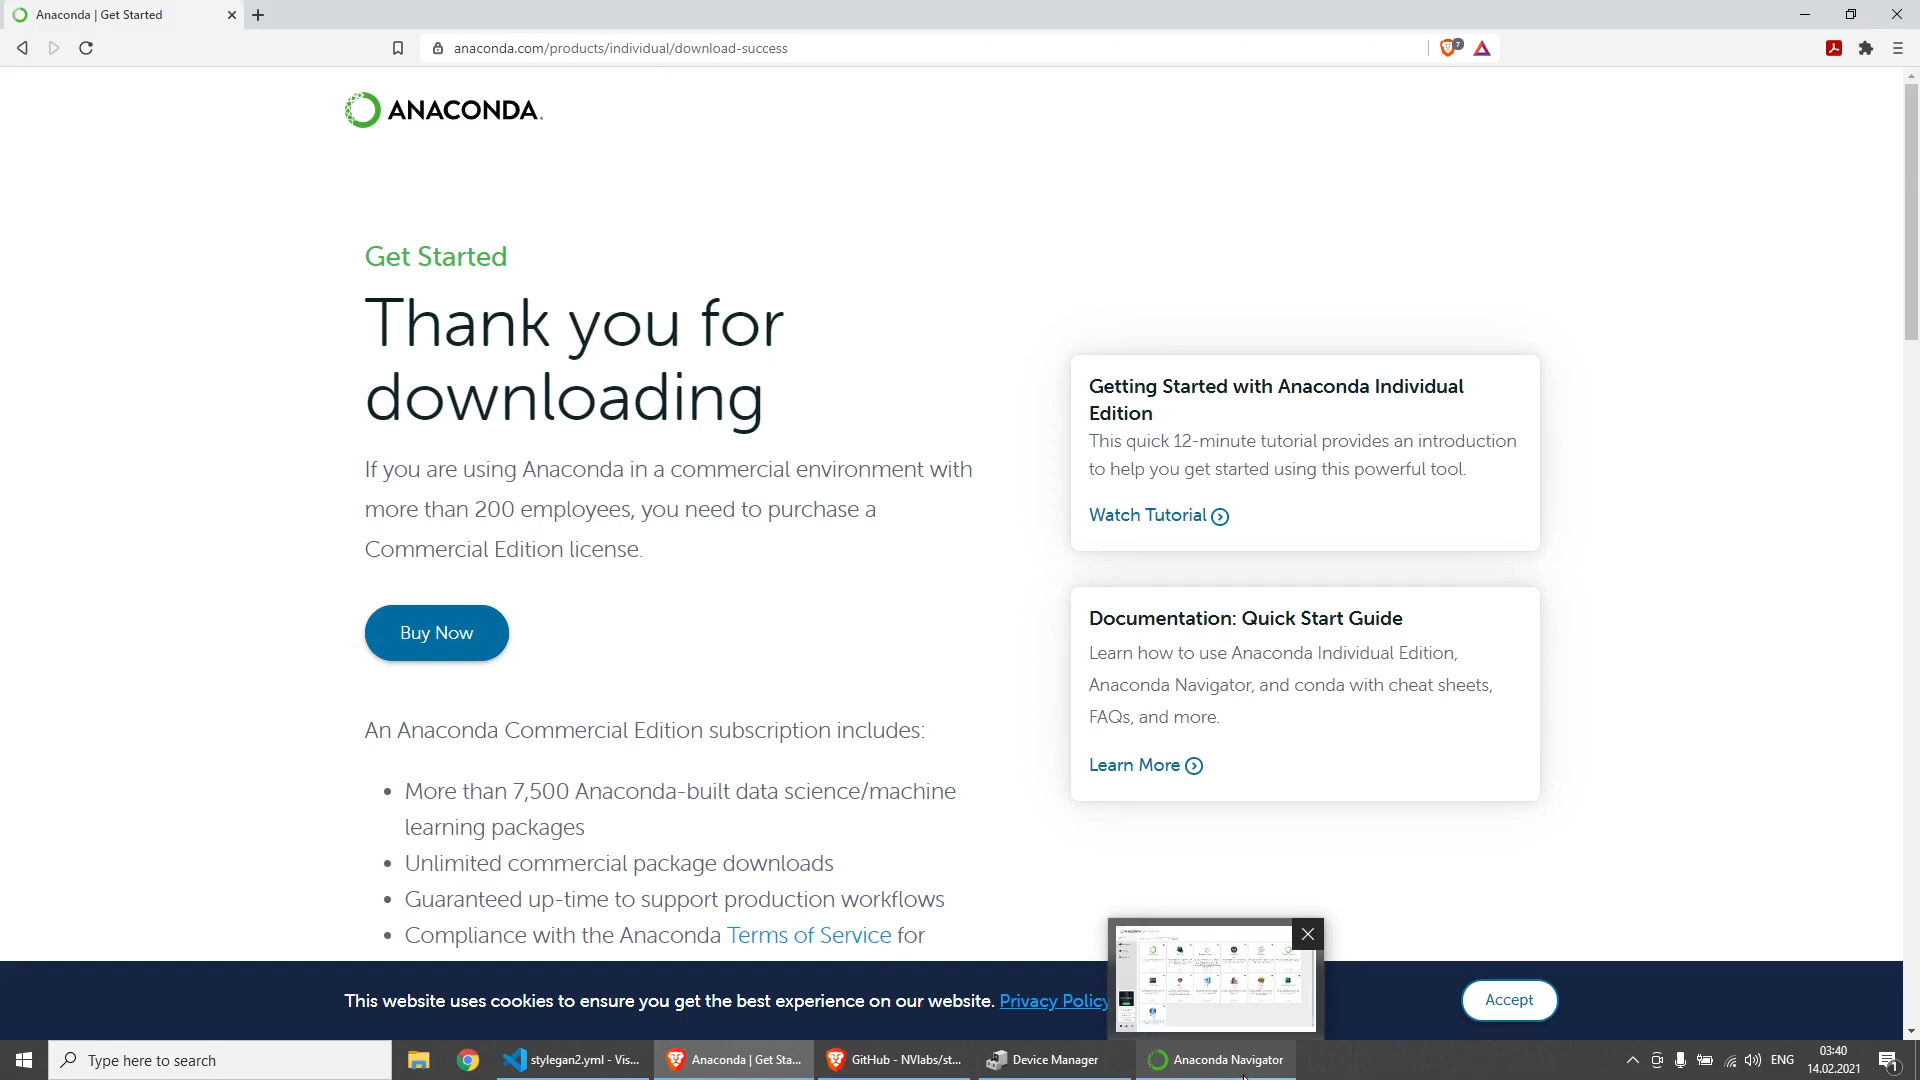 Anaconda | Get Started
anaconda.com/products/individual/download-success
7
ANACONDA.
Get Started
Thank you for
downloading
If you are using Anaconda in a commercial environment with
more than 200 employees, you need to purchase a
Commercial Edition license.
Buy Now
An Anaconda Commercial Edition subscription includes:
• More than 7,500 Anaconda-built data science/machine
learning packages
• Unlimited commercial package downloads
• Guaranteed up-time to support production workflows
• Compliance with the Anaconda Terms of Service for
Getting Started with Anaconda Individual
Edition
This quick 12-minute tutorial provides an introduction
to help you get started using this powerful tool.
Watch Tutorial
Documentation: Quick Start Guide
Learn how to use Anaconda Individual Edition,
Anaconda Navigator, and conda with cheat sheets,
FAQs, and more.
Learn More
This website uses cookies to ensure you get the best experience on our website. Privacy Policy
Accept
Type here to search
stylegan2.yml - Vis...
Anaconda | Get Sta...
GitHub - NVlabs/st...
Device Manager
Anaconda Navigator
ENG
03:40
14.02.2021
1